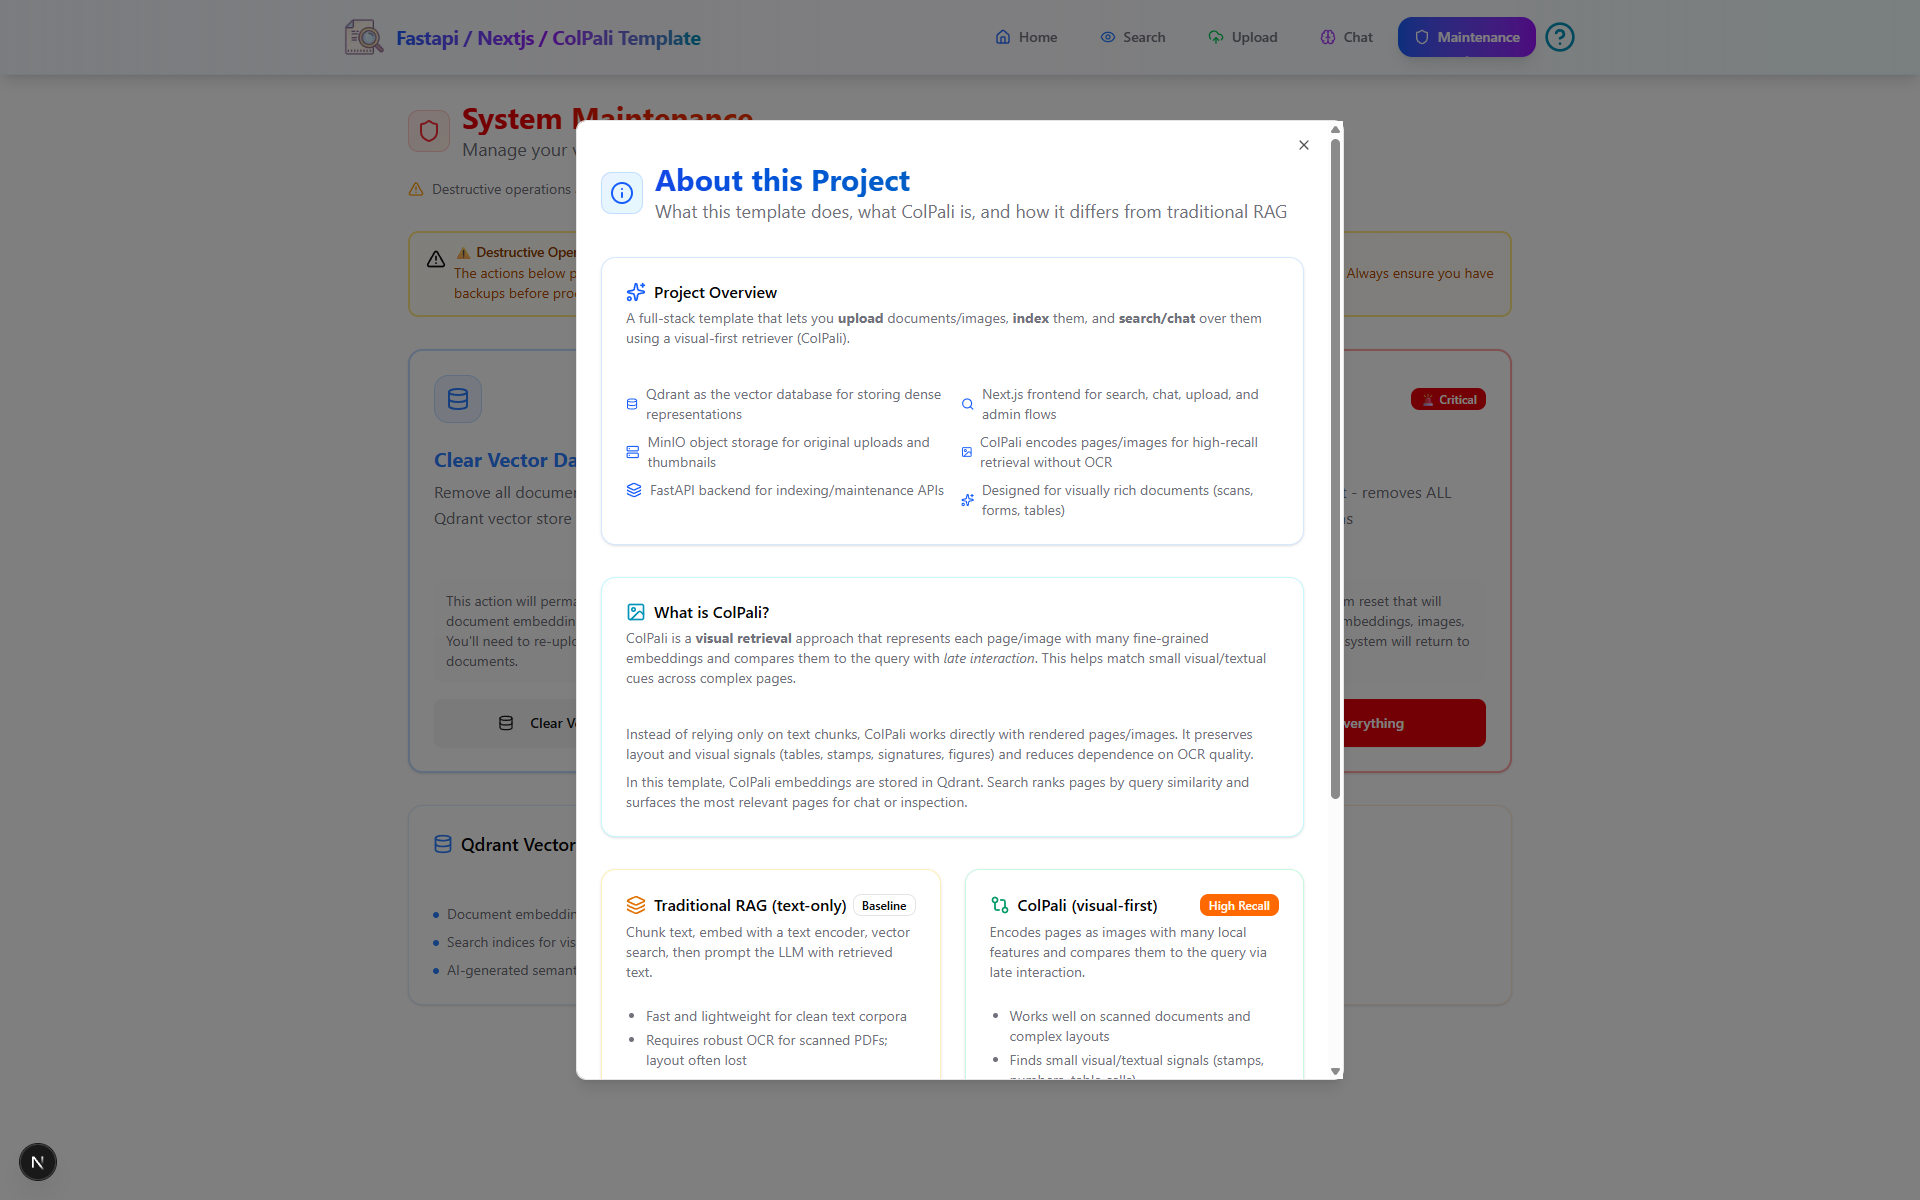 Fastapi / Nextjs / ColPali Template
Home
Search
Upload
Chat
Maintenance
System Maintenance
Manage your
Destructive operations
Destructive Oper
The actions below p
Always ensure you have
backups before pro
Clear Vector Da
Remove all documen
Qdrant vector store
This action will perma
document embeddin
You'll need to re-uplo
documents.
Clear Ve
Critical
t - removes ALL
m reset that will
mbeddings, images,
system will return to
verything
Qdrant Vector
Document embeddin
Search indices for vis
AI-generated semant
About this Project
What this template does, what ColPali is, and how it differs from traditional RAG
Project Overview
A full-stack template that lets you upload documents/images, index them, and search/chat over them
using a visual-first retriever (ColPali).
Qdrant as the vector database for storing dense
representations
MinIO object storage for original uploads and
thumbnails
FastAPI backend for indexing/maintenance APIs
Next.js frontend for search, chat, upload, and
admin flows
ColPali encodes pages/images for high-recall
retrieval without OCR
Designed for visually rich documents (scans,
forms, tables)
What is ColPali?
ColPali is a visual retrieval approach that represents each page/image with many fine-grained
embeddings and compares them to the query with late interaction. This helps match small visual/textual
cues across complex pages.
Instead of relying only on text chunks, ColPali works directly with rendered pages/images. It preserves
layout and visual signals (tables, stamps, signatures, figures) and reduces dependence on OCR quality.
In this template, ColPali embeddings are stored in Qdrant. Search ranks pages by query similarity and
surfaces the most relevant pages for chat or inspection.
Traditional RAG (text-only)
Baseline
Chunk text, embed with a text encoder, vector
search, then prompt the LLM with retrieved
text.
Fast and lightweight for clean text corpora
Requires robust OCR for scanned PDFs;
layout often lost
ColPali (visual-first)
High Recall
Encodes pages as images with many local
features and compares them to the query via
late interaction.
Works well on scanned documents and
complex layouts
Finds small visual/textual signals (stamps,
numbers, table cells)
N